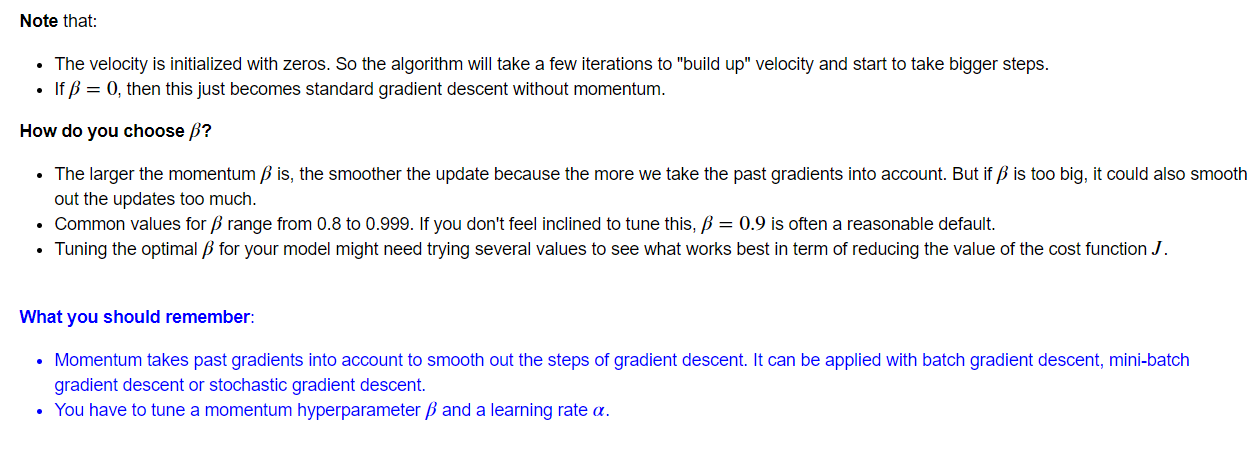 Note that:
• The velocity is initialized with zeros. So the algorithm will take a few iterations to "build up" velocity and start to take bigger steps.
• If β = 0, then this just becomes standard gradient descent without momentum.
How do you choose β?
• The larger the momentum β is, the smoother the update because the more we take the past gradients into account. But if β is too big, it could also smooth
out the updates too much.
• Common values for β range from 0.8 to 0.999. If you don't feel inclined to tune this, β = 0.9 is often a reasonable default.
• Tuning the optimal β for your model might need trying several values to see what works best in term of reducing the value of the cost function J.
What you should remember:
• Momentum takes past gradients into account to smooth out the steps of gradient descent. It can be applied with batch gradient descent, mini-batch
gradient descent or stochastic gradient descent.
• You have to tune a momentum hyperparameter β and a learning rate α.